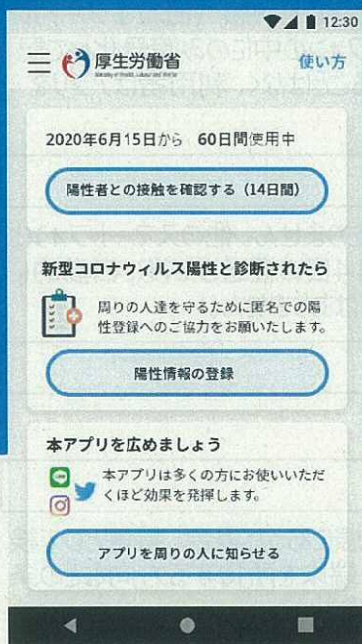 12:30
厚生労働省
Ministry of Health, Labour and Welfare
使い方
2020年6月15日から 60日間使用中
陽性者との接触を確認する（14日間）
新型コロナウィルス陽性と診断されたら
周りの人達を守るために匿名での陽
性登録へのご協力をお願いたします。
陽性情報の登録
本アプリを広めましょう
LINE
本アプリは多くの方にお使いいただ
くほど効果を発揮します。
アプリを周りの人に知らせる